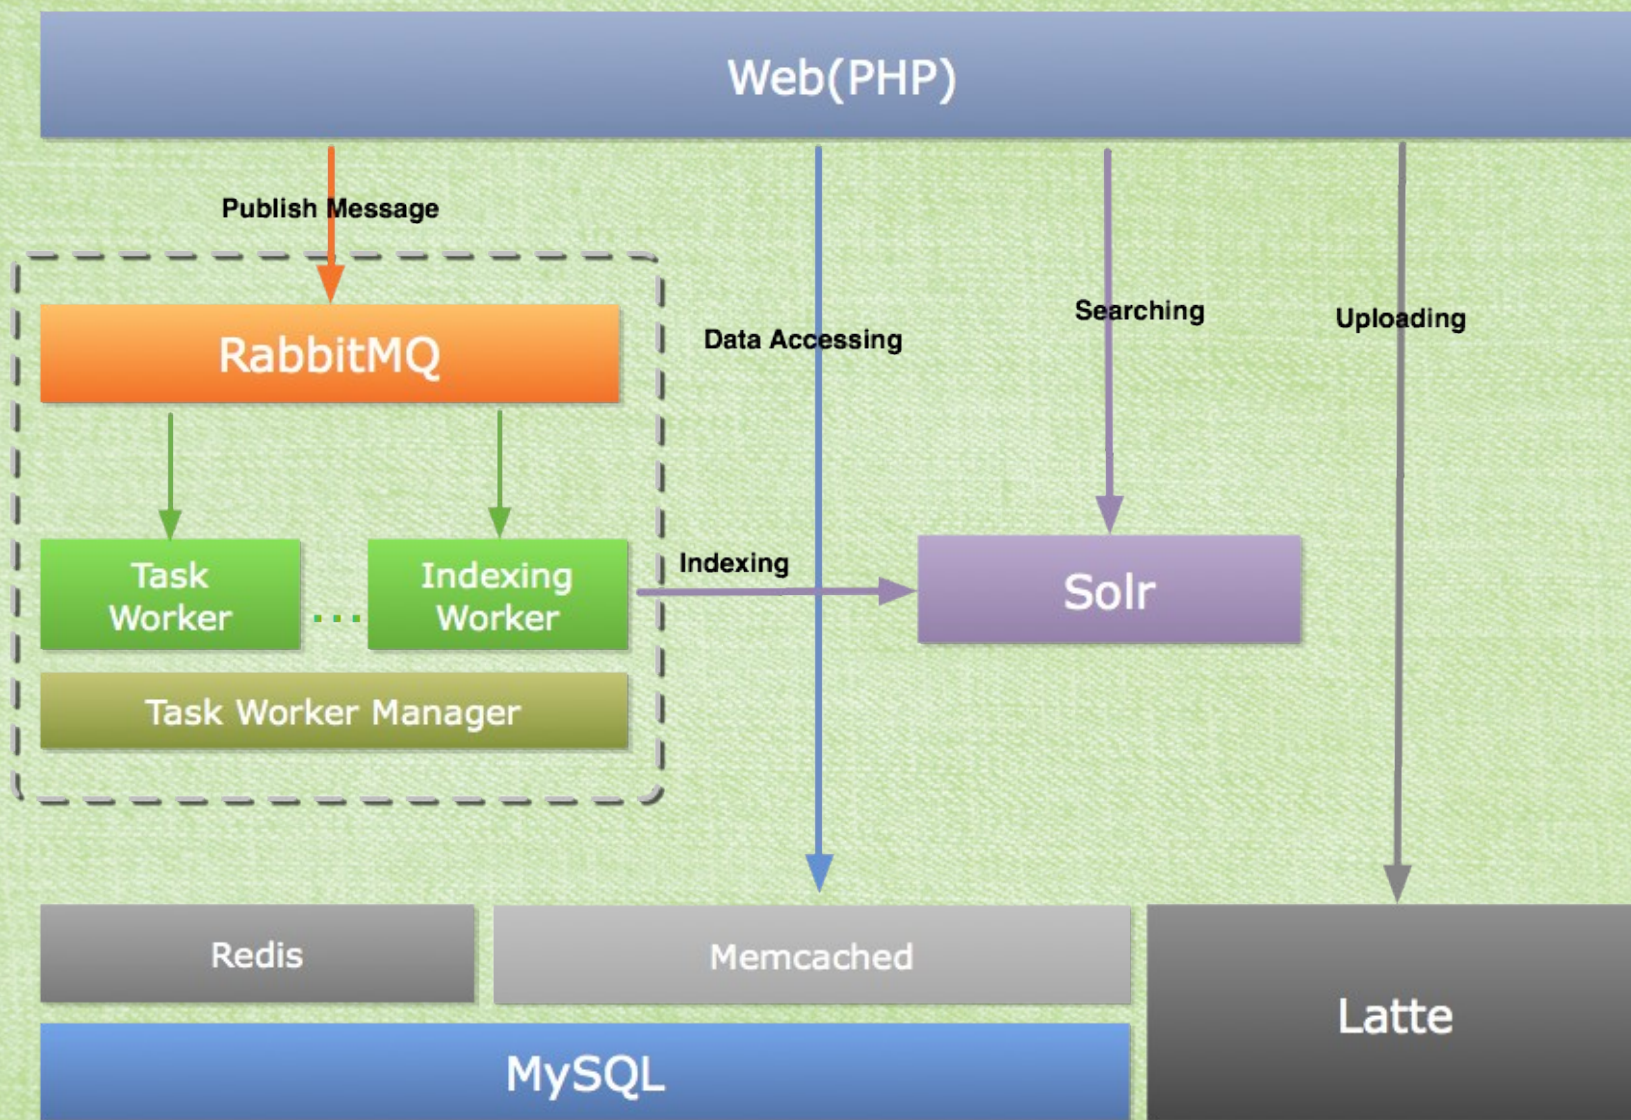 Web(PHP)
Publish Message
RabbitMQ
Data Accessing
Searching
Uploading
Task
Worker
...
Indexing
Worker
Indexing
Solr
Task Worker Manager
Redis
Memcached
Latte
MySQL